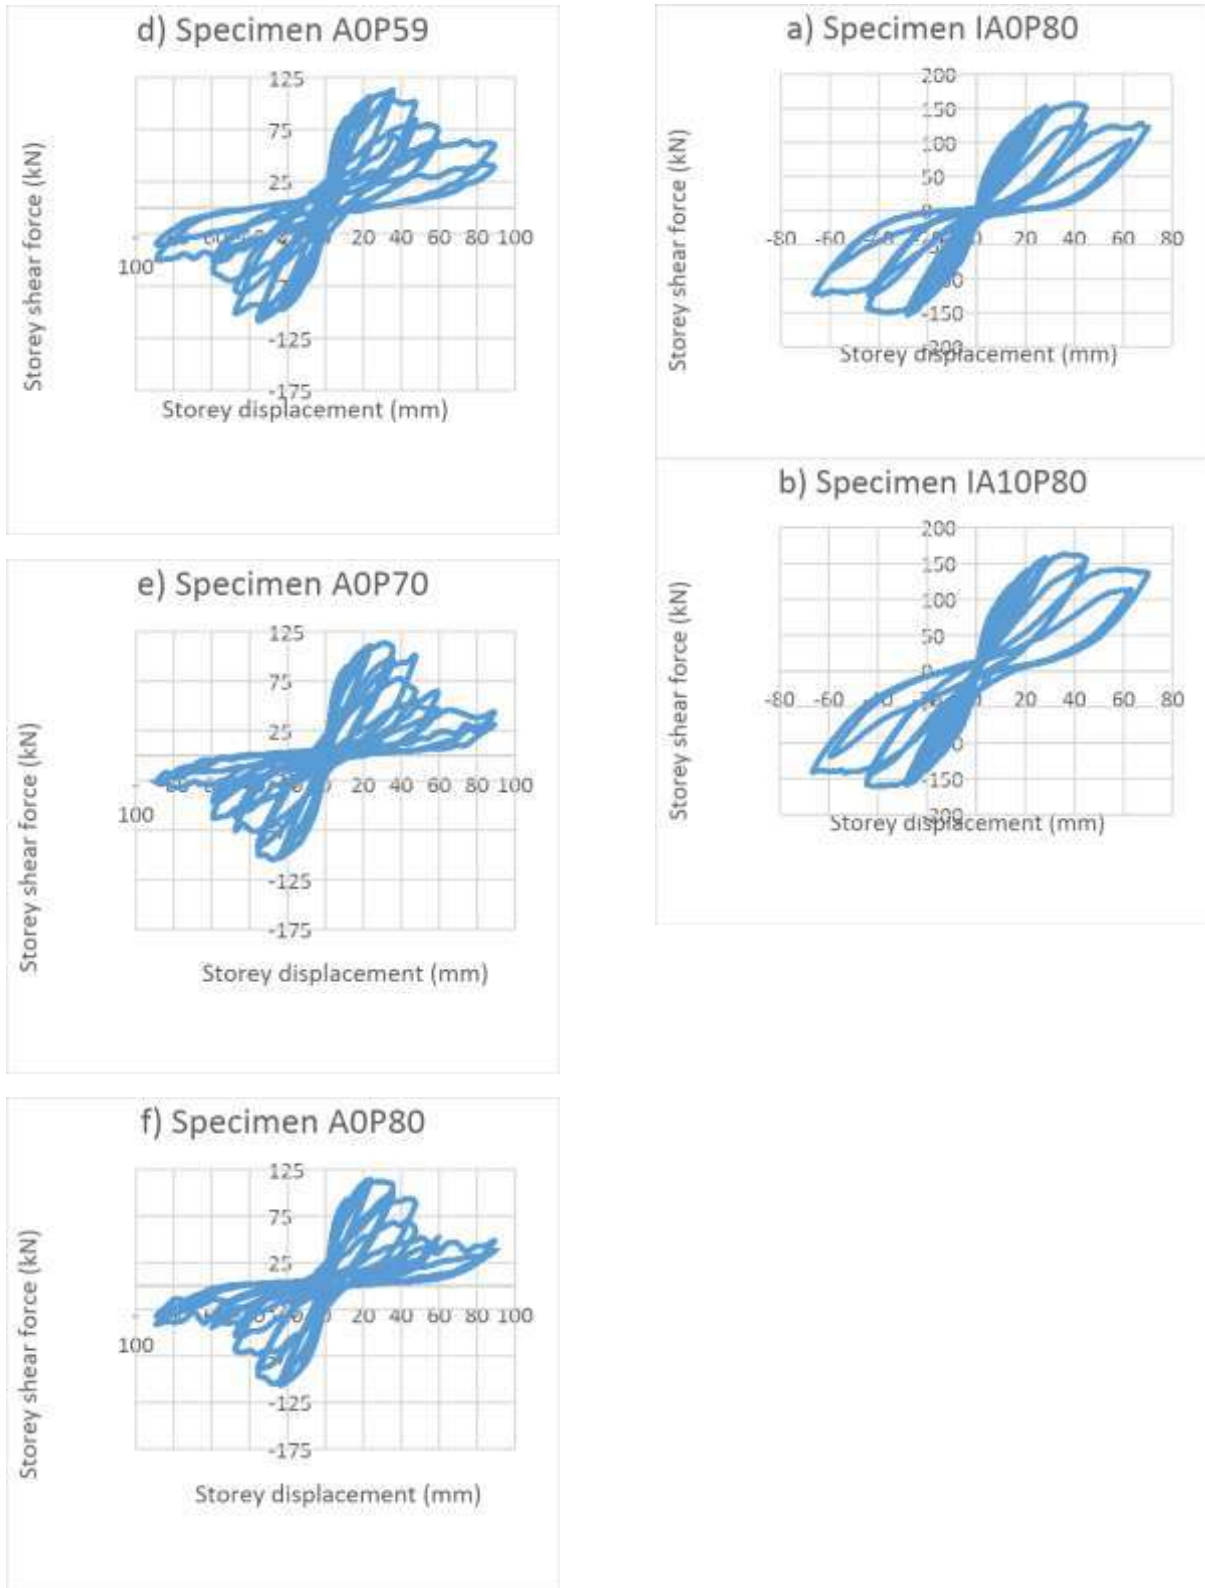 d) Specimen A0P59
125
75
25
20 40 60 80 100
100
-125
-175
Storey shear force (kN)
Storey displacement (mm)
e) Specimen A0P70
125
75
25
20 40 60 80 100
100
-125
-175
Storey shear force (kN)
Storey displacement (mm)
f) Specimen A0P80
125
75
25
20 40 60 80 100
100
-125
-175
Storey shear force (kN)
Storey displacement (mm)
a) Specimen IA0P80
200
150
100
50
0
-80 -60 20 40 60 80
-150
Storey shear force (kN)
Storey displacement (mm)
b) Specimen IA10P80
200
150
100
50
0
-80 -60 20 40 60 80
-150
Storey shear force (kN)
Storey displacement (mm)